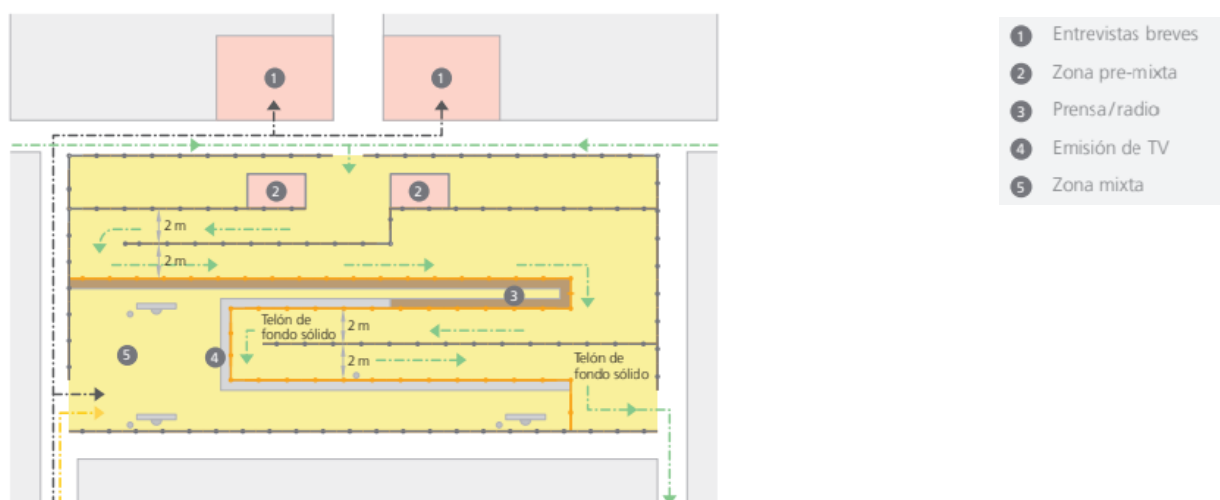 1
1
2
2
2 m
2 m
3
Telón de
fondo sólido
2 m
5
4
2 m
Telón de
fondo sólido
1 Entrevistas breves
2 Zona pre-mixta
3 Prensa/radio
4 Emisión de TV
5 Zona mixta